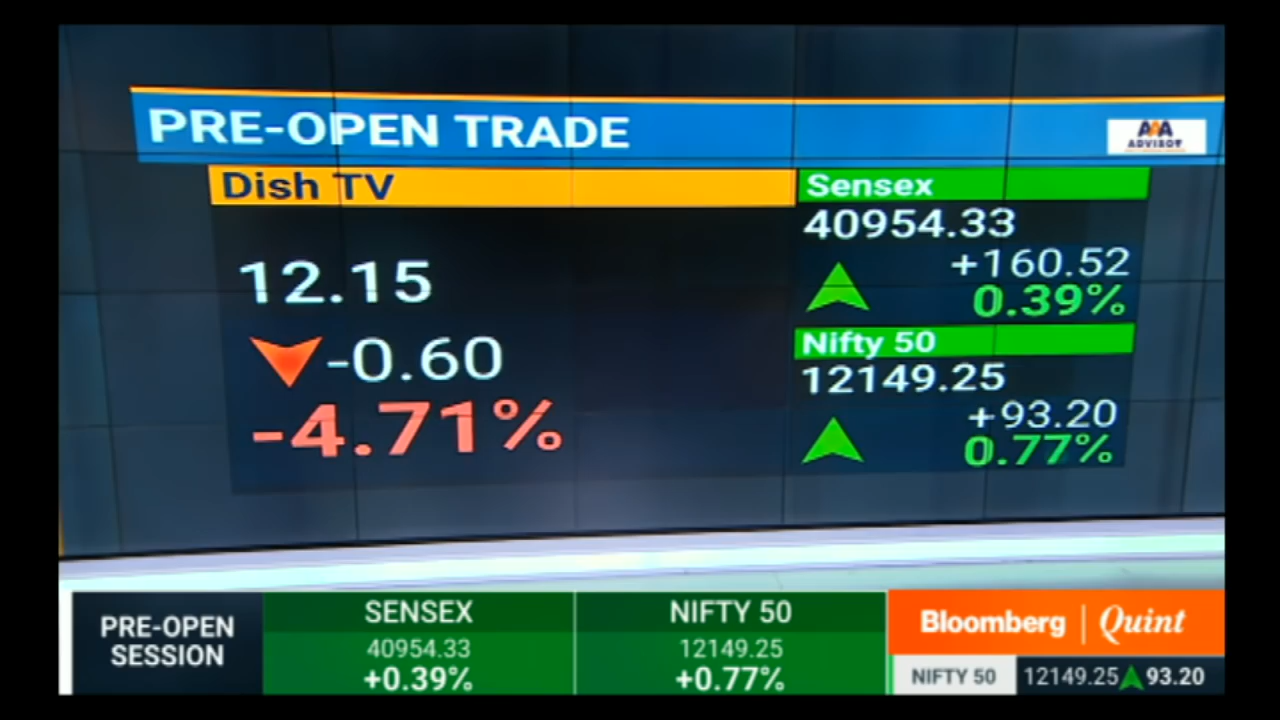 PRE-OPEN TRADE
AAA
ADVISOR
Dish TV
12.15
-0.60
-4.71%
Sensex
40954.33
+160.52
0.39%
Nifty 50
12149.25
+93.20
0.77%
PRE-OPEN
SESSION
SENSEX
40954.33
+0.39%
NIFTY 50
12149.25
+0.77%
Bloomberg | Quint
NIFTY 50 12149.25 93.20